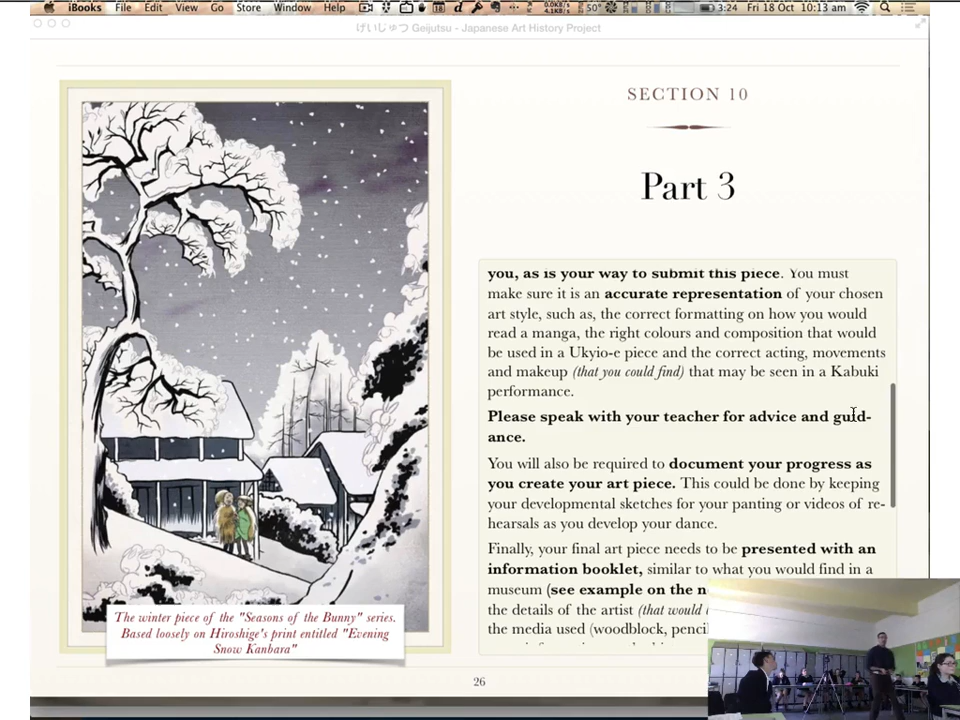 iBooks File Edit View Go Store Window Help 3:24 Fri 18 Oct 10:13 am
げいじゅつ Geijutsu - Japanese Art History Project
SECTION 10
Part 3
you, as is your way to submit this piece. You must
make sure it is an accurate representation of your chosen
art style, such as, the correct formatting on how you would
read a manga, the right colours and composition that would
be used in a Ukyio-e piece and the correct acting, movements
and makeup (that you could find) that may be seen in a Kabuki
performance.
Please speak with your teacher for advice and guid-
ance.
You will also be required to document your progress as
you create your art piece. This could be done by keeping
your developmental sketches for your panting or videos of re-
hearsals as you develop your dance.
Finally, your final art piece needs to be presented with an
information booklet, similar to what you would find in a
museum (see example on the
the details of the artist (that would
the media used (woodblock,
The winter piece of the "Seasons of the Bunny" series.
Based loosely on Hiroshige's print entitled "Evening
Snow Kanbara"
26